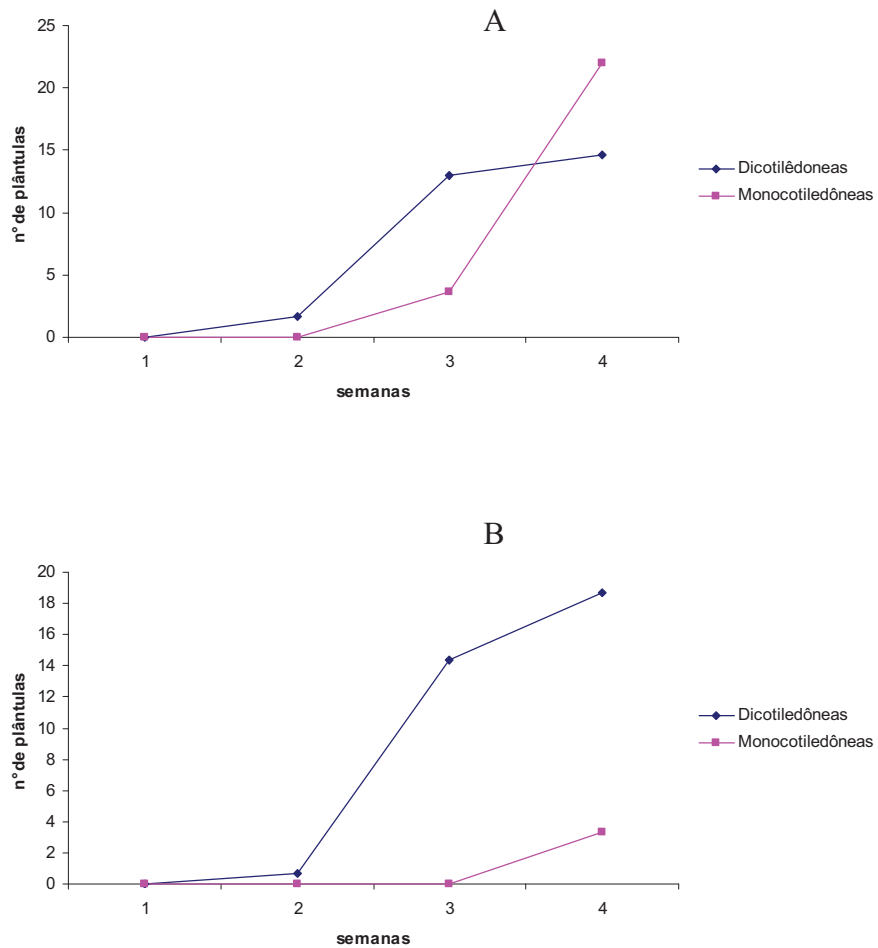 A
25
20
15
10
5
0
1 2 3 4
n° de plântulas
semanas
Dicotilêdoneas
Monocotiledôneas
B
20
18
16
14
12
10
8
6
4
2
0
1 2 3 4
n° de plântulas
semanas
Dicotiledôneas
Monocotiledôneas